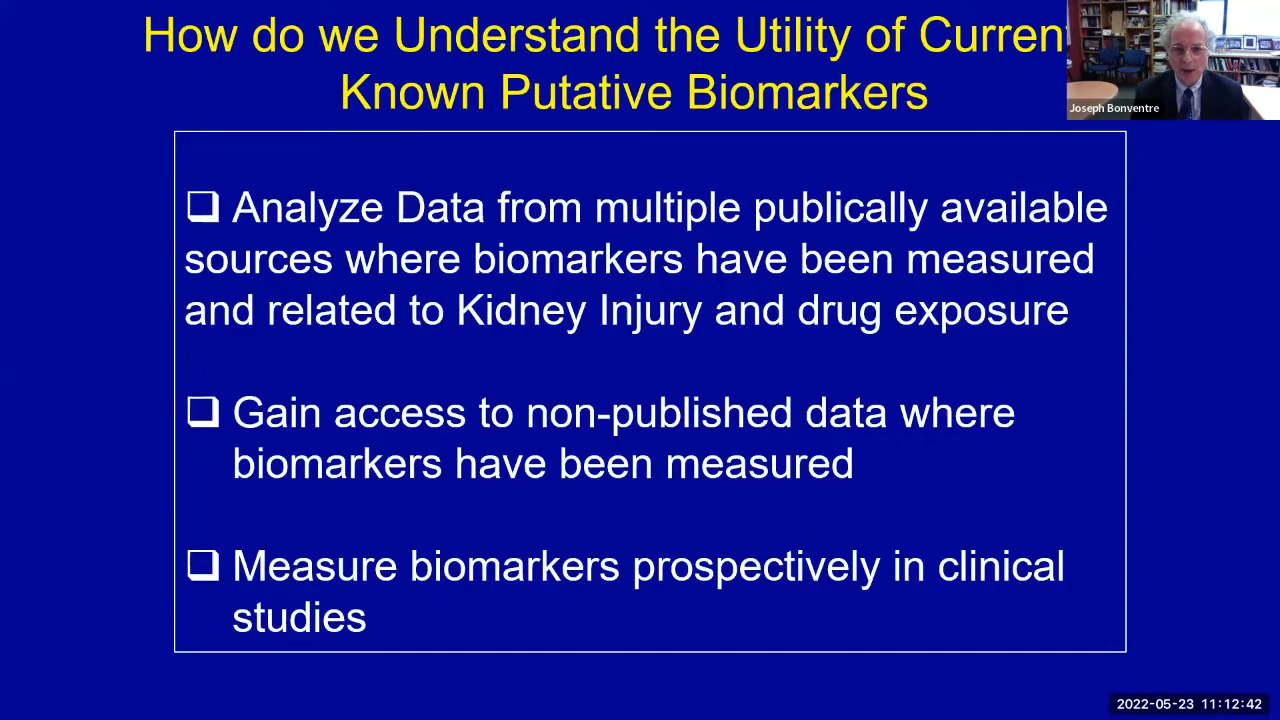 How do we Understand the Utility of Curren
Known Putative Biomarkers
Joseph Bonventre
❑ Analyze Data from multiple publically available
sources where biomarkers have been measured
and related to Kidney Injury and drug exposure
❑ Gain access to non-published data where
biomarkers have been measured
❑ Measure biomarkers prospectively in clinical
studies
2022-05-23 11:12:42